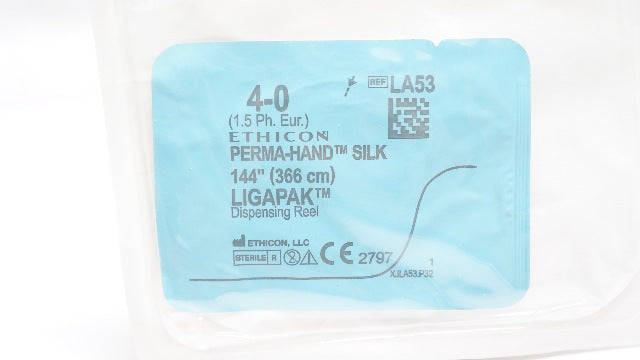 4-0
REF LA53
(1.5 Ph. Eur.)
ETHICON
PERMA-HAND™ SILK
144" (366 cm)
LIGAPAK™
Dispensing Reel
ETHICON, LLC
STERILE R 2 CE 2797
1
XJLA53.P32